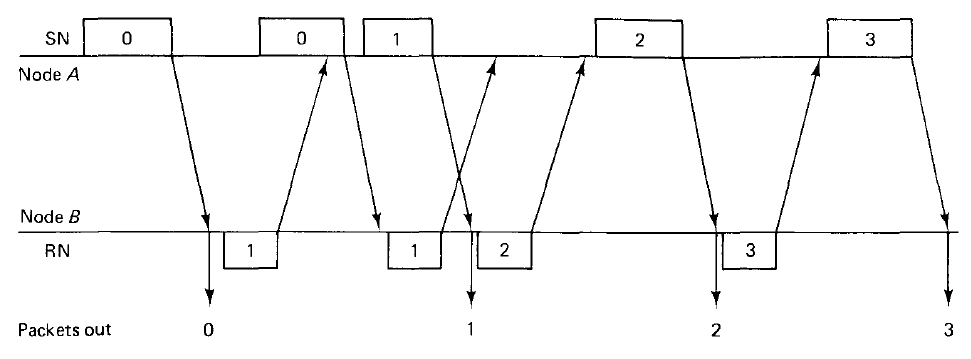 SN 0 0 1 2 3
Node A
Node B
RN 1 1 2 3
Packets out 0 1 2 3